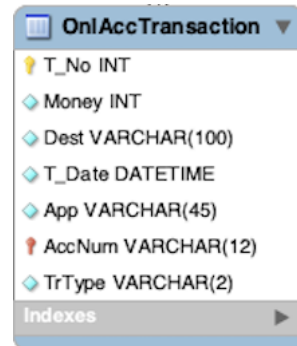 OnlAccTransaction
T_No INT
Money INT
Dest VARCHAR(100)
T_Date DATETIME
App VARCHAR(45)
AccNum VARCHAR(12)
TrType VARCHAR(2)
Indexes